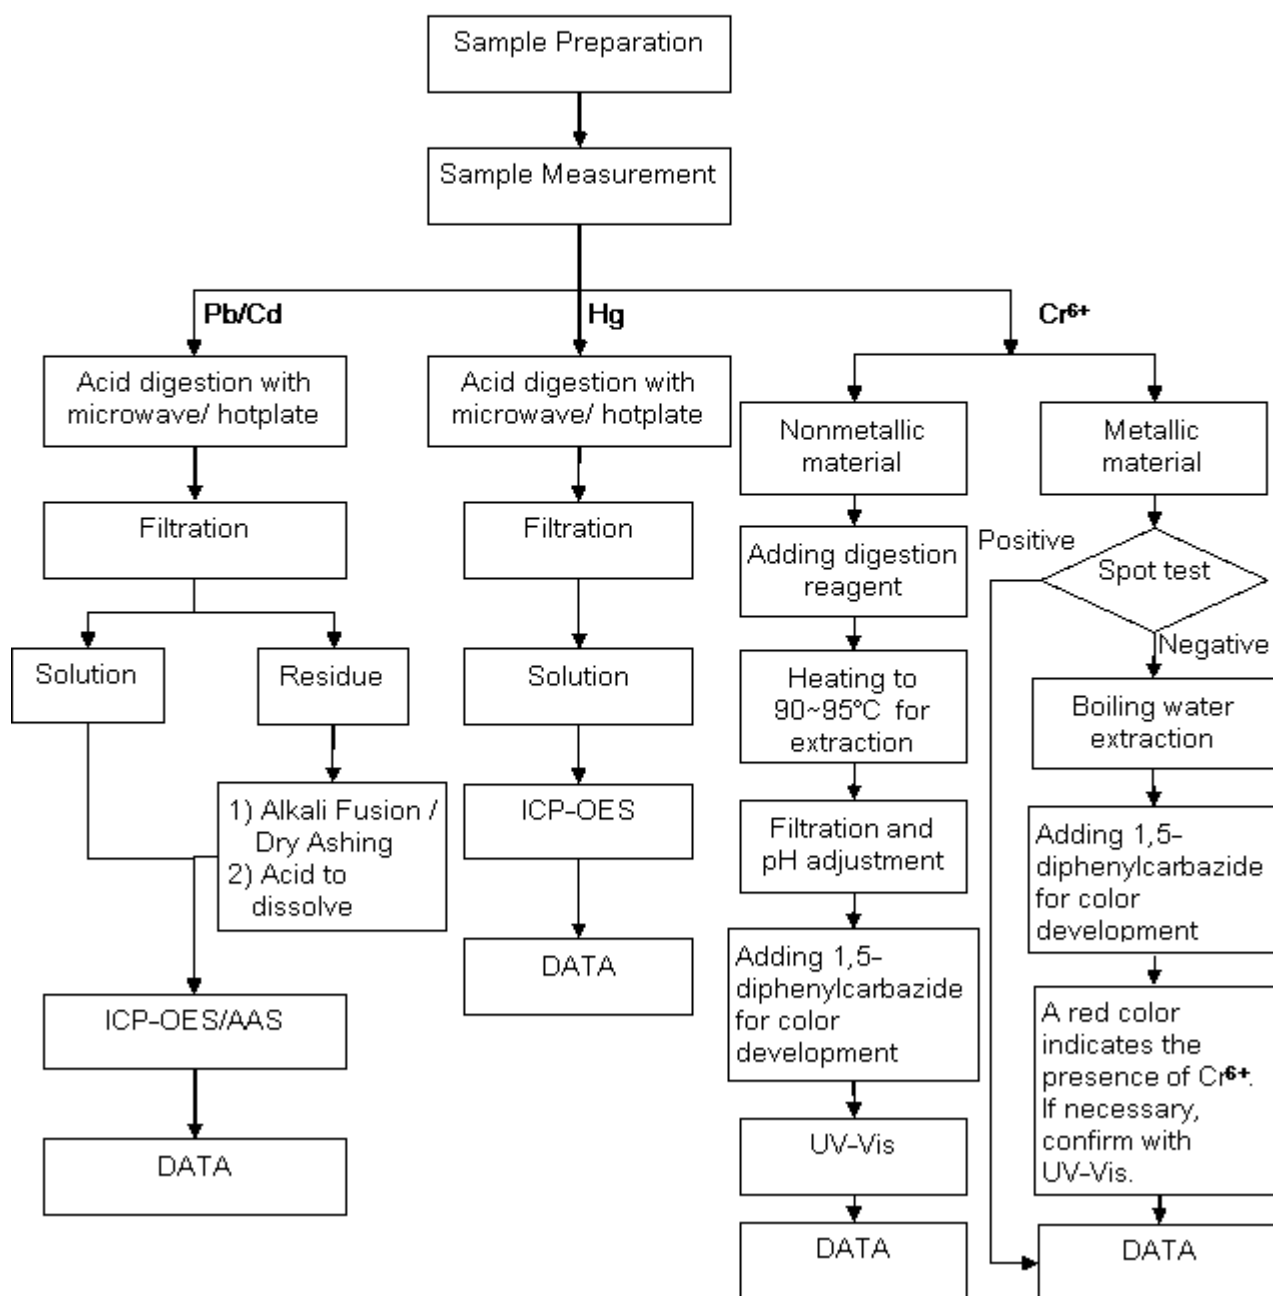 Sample Preparation
Sample Measurement
Pb/Cd
Hg
Cr⁶⁺
Acid digestion with
microwave/ hotplate
Filtration
Solution
Residue
1) Alkali Fusion /
Dry Ashing
2) Acid to
dissolve
ICP-OES/AAS
DATA
Acid digestion with
microwave/ hotplate
Filtration
Solution
ICP-OES
DATA
Nonmetallic
material
Adding digestion
reagent
Heating to
90~95°C for
extraction
Filtration and
pH adjustment
Adding 1,5-
diphenylcarbazide
for color
development
UV-Vis
DATA
Metallic
material
Positive
Spot test
Negative
Boiling water
extraction
Adding 1,5-
diphenylcarbazide
for color
development
A red color
indicates the
presence of Cr⁶⁺.
If necessary,
confirm with
UV-Vis.
DATA